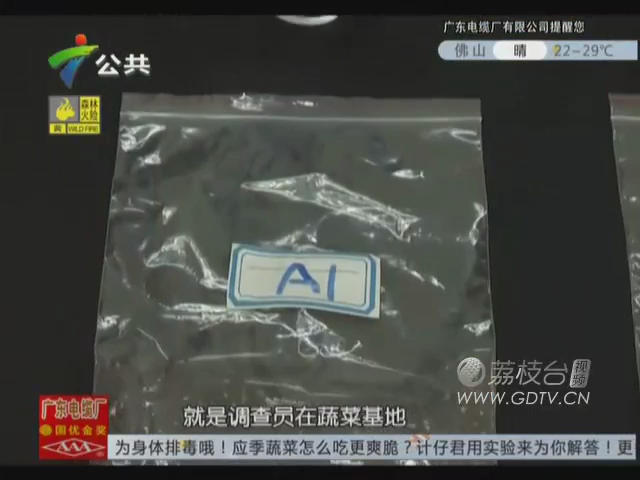 广东电缆厂有限公司提醒您
佛山 晴 22-29℃
公共
森林火险
黄 WILD FIRE
A1
荔枝台 视频
www.GDTV.CN
就是调查员在蔬菜基地
广东电缆厂
国优金奖
AAA
为身体排毒哦！应季蔬菜怎么吃更爽脆？计仔君用实验来为你解答！更